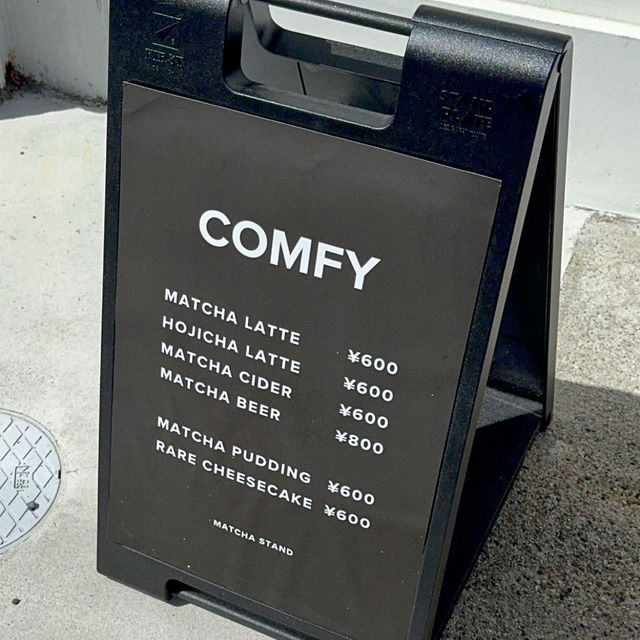 COMFY
MATCHA LATTE ¥600
HOJICHA LATTE ¥600
MATCHA CIDER ¥600
MATCHA BEER ¥800
MATCHA PUDDING ¥600
RARE CHEESECAKE ¥600
MATCHA STAND